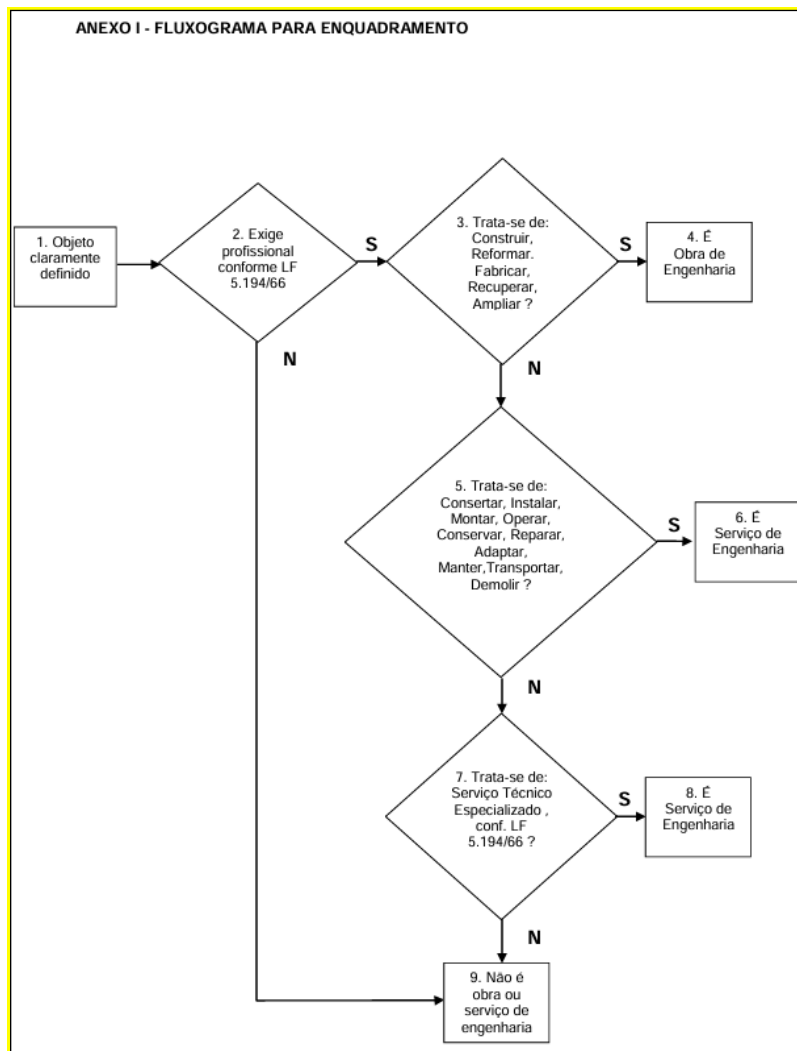 ANEXO I - FLUXOGRAMA PARA ENQUADRAMENTO
1. Objeto
claramente
definido
2. Exige
profissional
conforme LF
5.194/66
S
N
3. Trata-se de:
Construir,
Reformar.
Fabricar,
Recuperar,
Ampliar ?
S
N
4. É
Obra de
Engenharia
5. Trata-se de:
Consertar, Instalar,
Montar, Operar,
Conservar, Reparar,
Adaptar,
Manter,Transportar,
Demolir ?
S
N
6. É
Serviço de
Engenharia
7. Trata-se de:
Serviço Técnico
Especializado ,
conf. LF
5.194/66 ?
S
N
8. É
Serviço de
Engenharia
9. Não é
obra ou
serviço de
engenharia